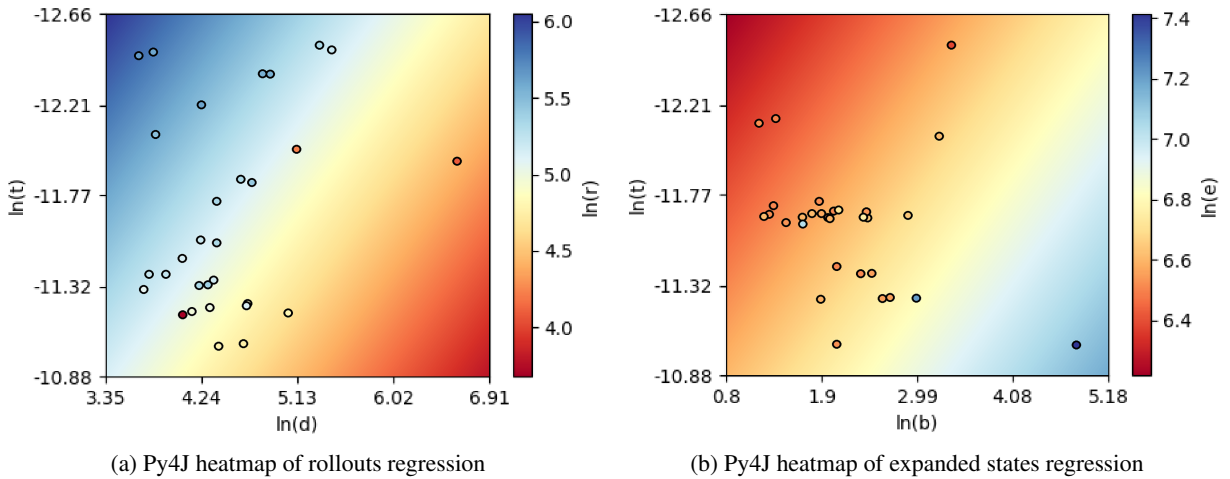 -12.66
-12.21
-11.77
-11.32
-10.88
ln(t)
3.35 4.24 5.13 6.02 6.91
ln(d)
6.0
5.5
5.0
4.5
4.0
ln(r)
(a) Py4J heatmap of rollouts regression
-12.66
-12.21
-11.77
-11.32
-10.88
ln(t)
0.8 1.9 2.99 4.08 5.18
ln(b)
7.4
7.2
7.0
6.8
6.6
6.4
ln(e)
(b) Py4J heatmap of expanded states regression